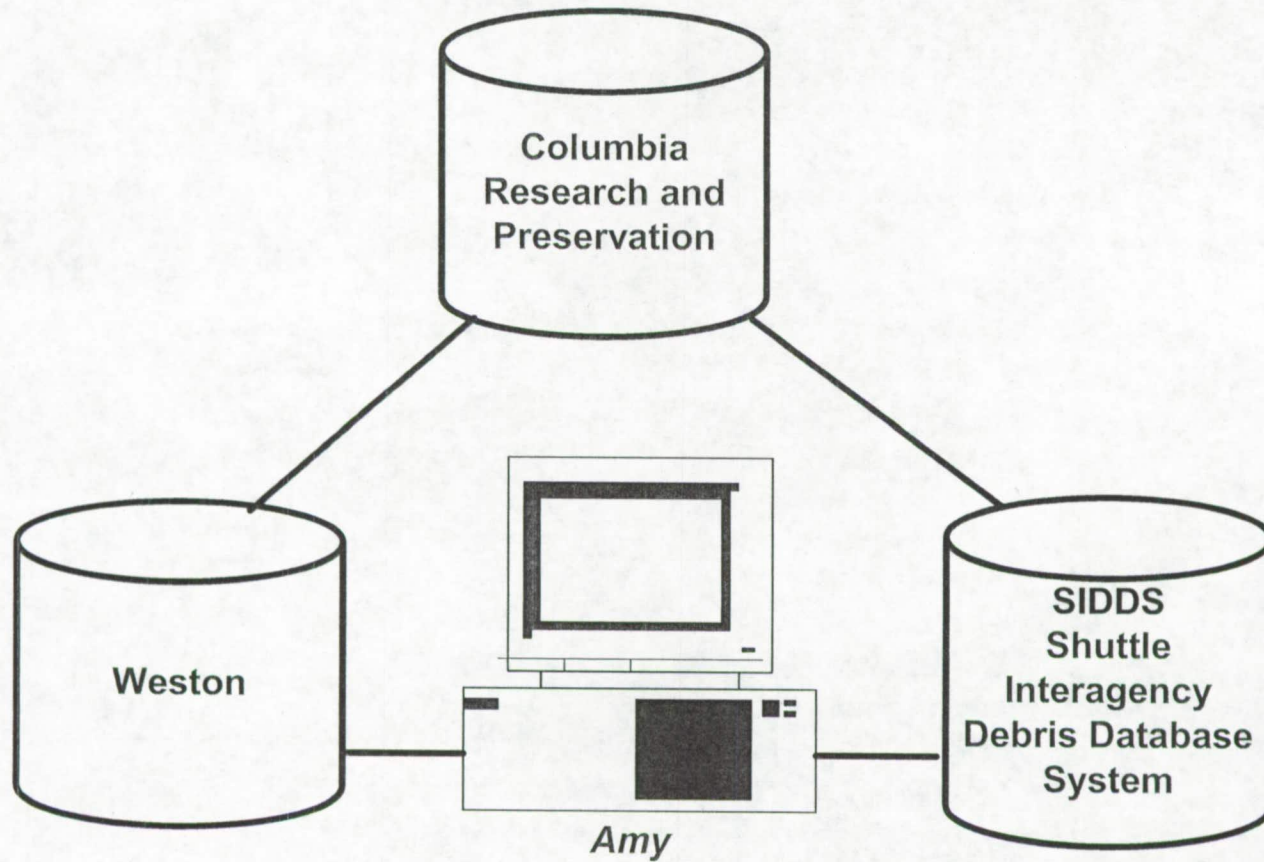 Columbia
Research and
Preservation
Weston
SIDDS
Shuttle
Interagency
Debris Database
System
Amy